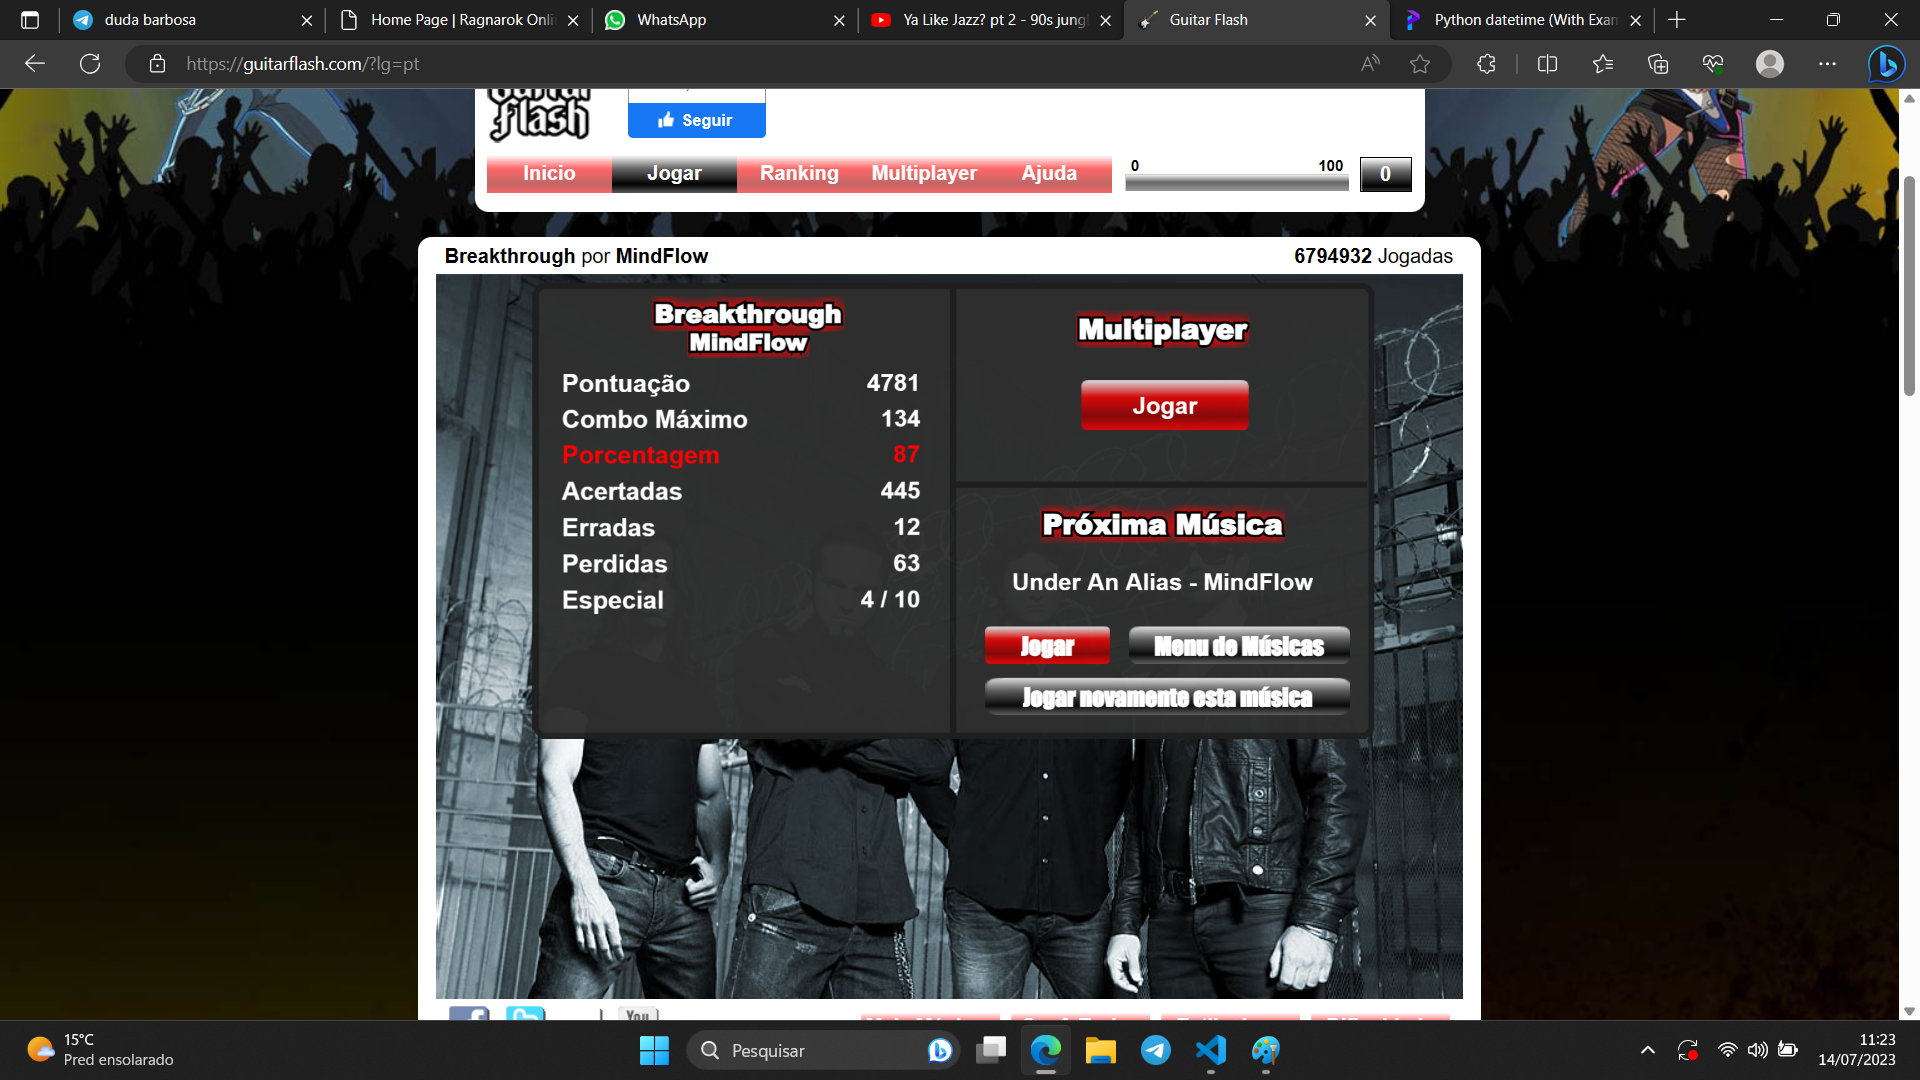 duda barbosa
Home Page | Ragnarok Onli
WhatsApp
Ya Like Jazz? pt 2 - 90s jung
Guitar Flash
Python datetime (With Exam
https://guitarflash.com/?lg=pt
guitar
flash
Seguir
Inicio
Jogar
Ranking
Multiplayer
Ajuda
0
100
0
Breakthrough por MindFlow
6794932 Jogadas
Breakthrough
MindFlow
Pontuação 4781
Combo Máximo 134
Porcentagem 87
Acertadas 445
Erradas 12
Perdidas 63
Especial 4 / 10
Multiplayer
Jogar
Próxima Música
Under An Alias - MindFlow
Jogar
Menu de Músicas
Jogar novamente esta música
You
15°C
Pred ensolarado
Pesquisar
11:23
14/07/2023